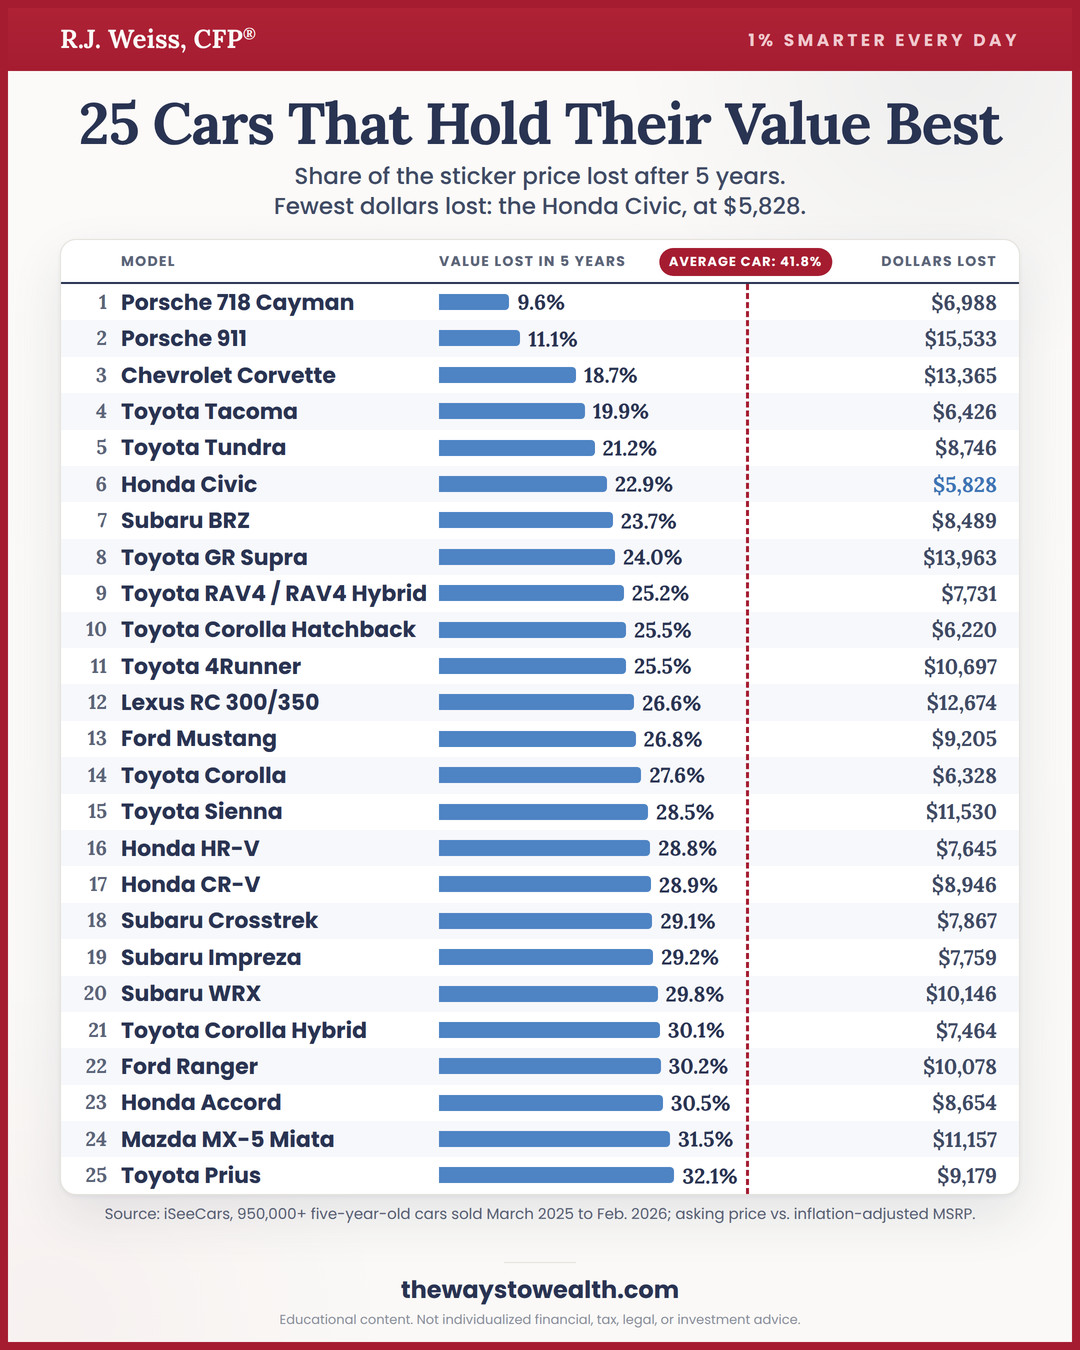 R.J. Weiss, CFP®
1% SMARTER EVERY DAY
25 Cars That Hold Their Value Best
Share of the sticker price lost after 5 years.
Fewest dollars lost: the Honda Civic, at $5,828.
MODEL VALUE LOST IN 5 YEARS AVERAGE CAR: 41.8% DOLLARS LOST
1 Porsche 718 Cayman 9.6% $6,988
2 Porsche 911 11.1% $15,533
3 Chevrolet Corvette 18.7% $13,365
4 Toyota Tacoma 19.9% $6,426
5 Toyota Tundra 21.2% $8,746
6 Honda Civic 22.9% $5,828
7 Subaru BRZ 23.7% $8,489
8 Toyota GR Supra 24.0% $13,963
9 Toyota RAV4 / RAV4 Hybrid 25.2% $7,731
10 Toyota Corolla Hatchback 25.5% $6,220
11 Toyota 4Runner 25.5% $10,697
12 Lexus RC 300/350 26.6% $12,674
13 Ford Mustang 26.8% $9,205
14 Toyota Corolla 27.6% $6,328
15 Toyota Sienna 28.5% $11,530
16 Honda HR-V 28.8% $7,645
17 Honda CR-V 28.9% $8,946
18 Subaru Crosstrek 29.1% $7,867
19 Subaru Impreza 29.2% $7,759
20 Subaru WRX 29.8% $10,146
21 Toyota Corolla Hybrid 30.1% $7,464
22 Ford Ranger 30.2% $10,078
23 Honda Accord 30.5% $8,654
24 Mazda MX-5 Miata 31.5% $11,157
25 Toyota Prius 32.1% $9,179
Source: iSeeCars, 950,000+ five-year-old cars sold March 2025 to Feb. 2026; asking price vs. inflation-adjusted MSRP.
thewaystowealth.com
Educational content. Not individualized financial, tax, legal, or investment advice.